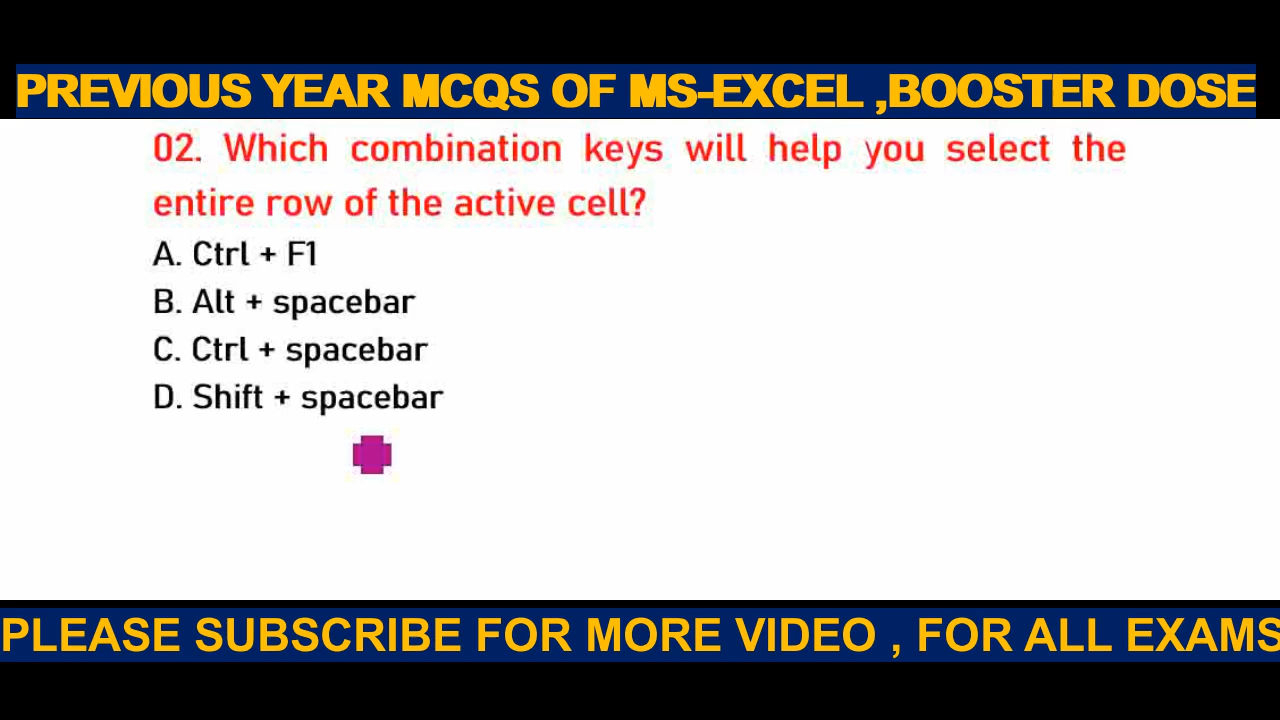 PREVIOUS YEAR MCQS OF MS-EXCEL ,BOOSTER DOSE
02. Which combination keys will help you select the
entire row of the active cell?
A. Ctrl + F1
B. Alt + spacebar
C. Ctrl + spacebar
D. Shift + spacebar
PLEASE SUBSCRIBE FOR MORE VIDEO , FOR ALL EXAMS